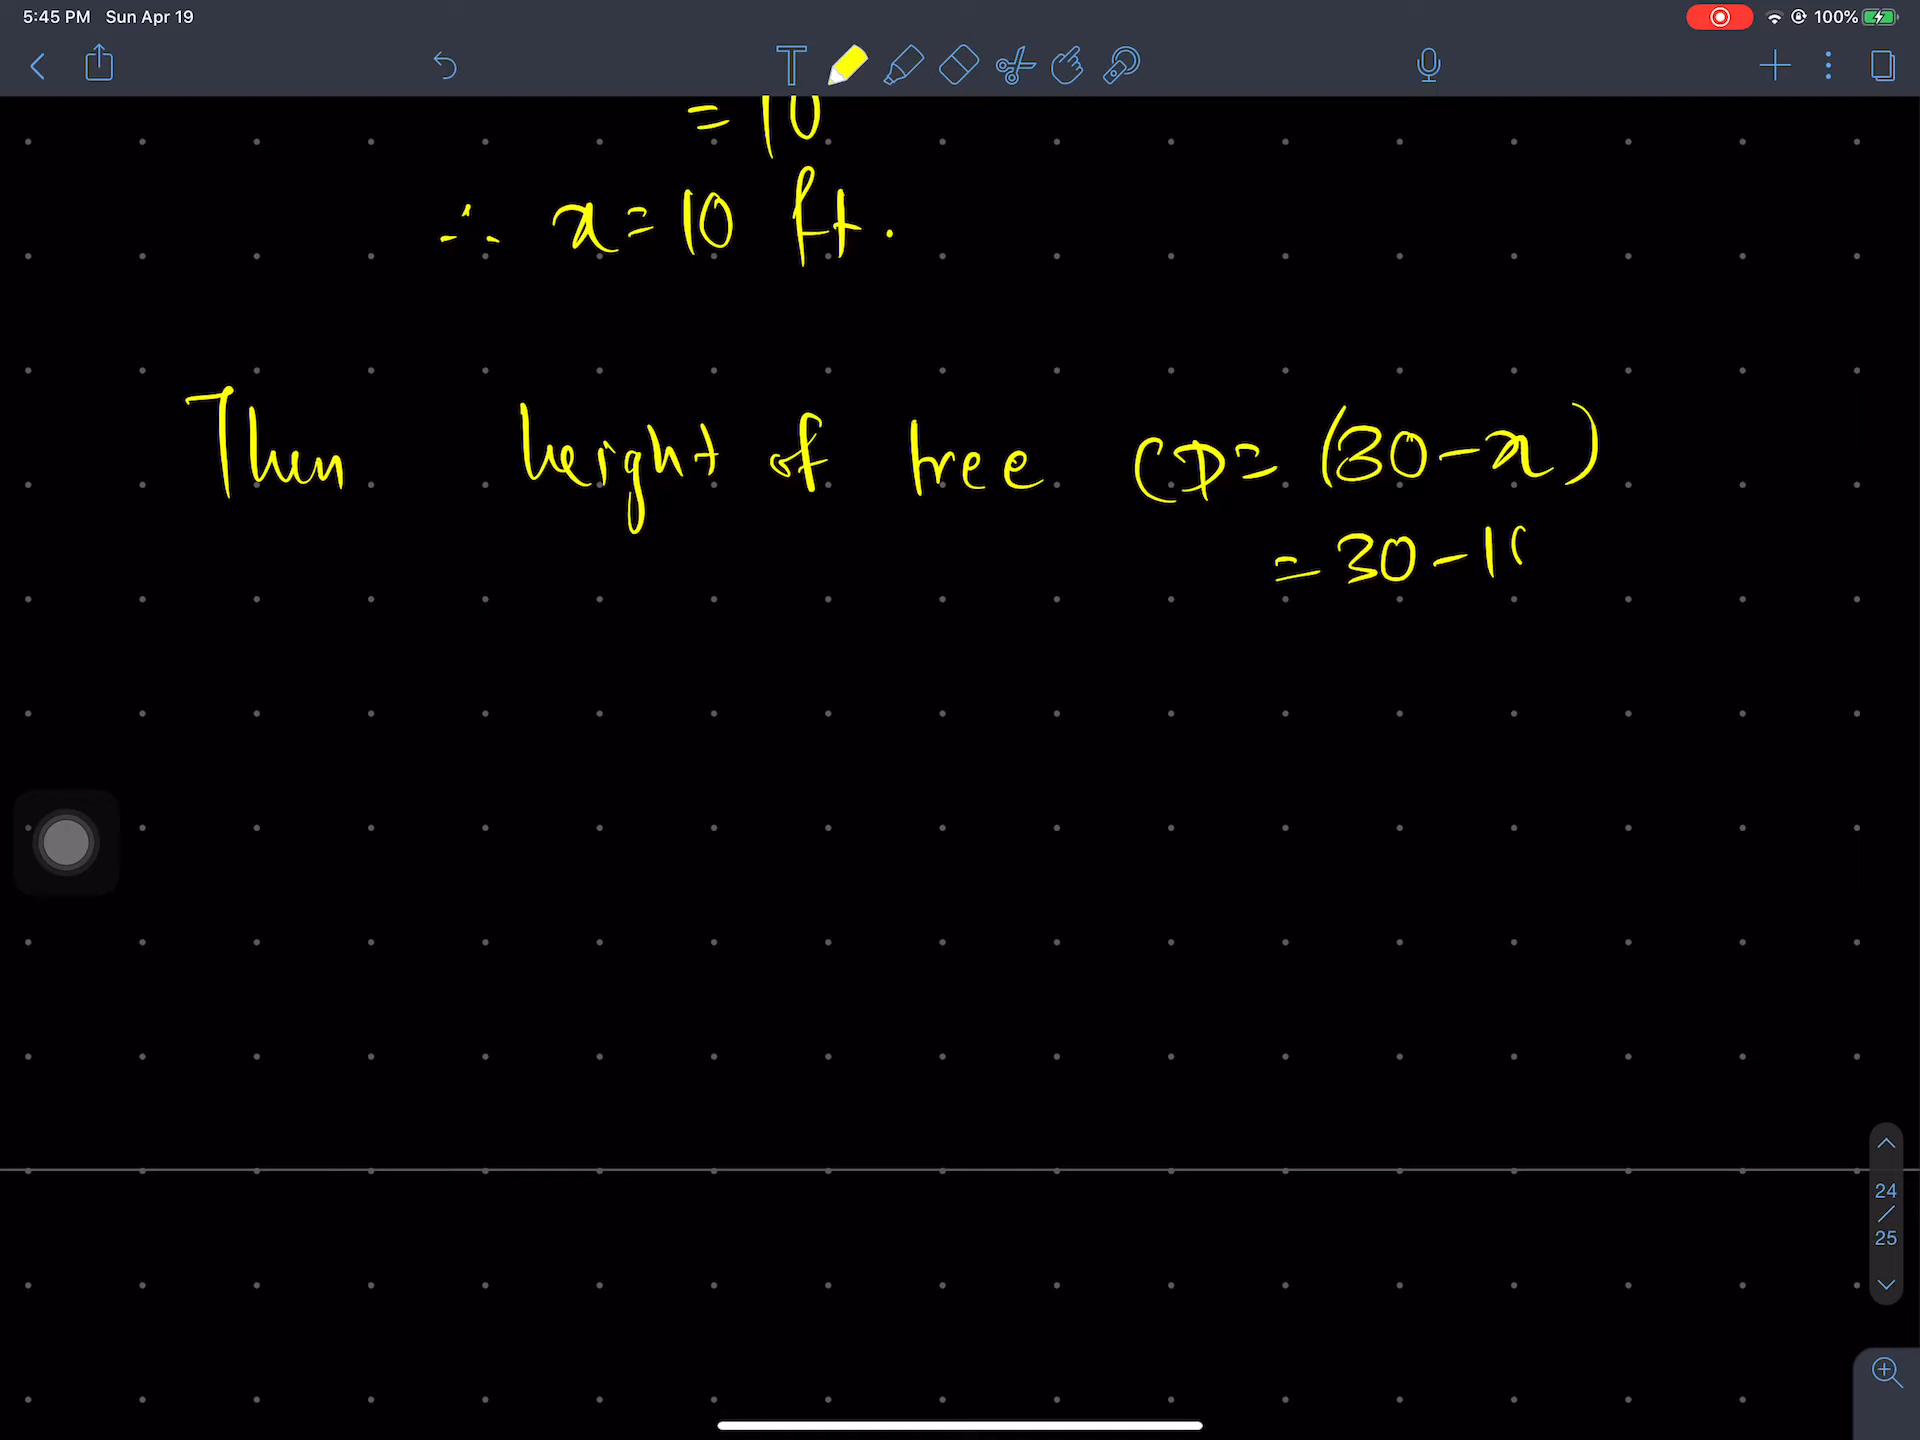 5:45 PM Sun Apr 19
100%
= 10
∴ x = 10 ft.
Then height of tree CD = (30 - x)
= 30 - 1
24
/
25